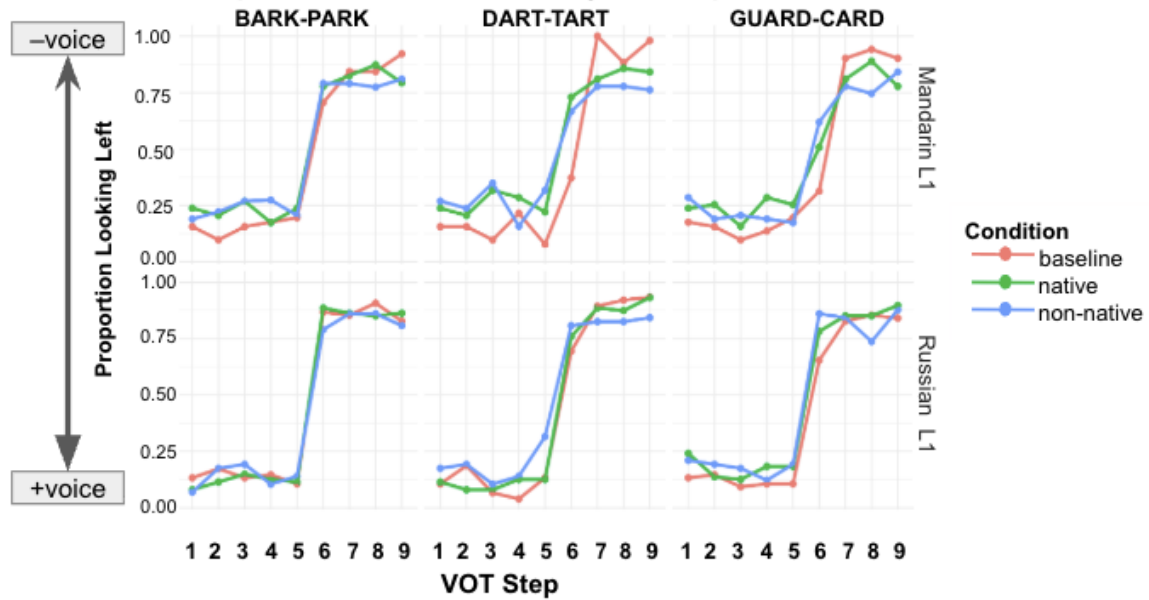 BARK-PARK DART-TART GUARD-CARD
–voice
+voice
Proportion Looking Left
1.00
0.75
0.50
0.25
0.00
Mandarin L1
1.00
0.75
0.50
0.25
0.00
Russian L1
1 2 3 4 5 6 7 8 9 1 2 3 4 5 6 7 8 9 1 2 3 4 5 6 7 8 9
VOT Step
Condition
baseline
native
non-native